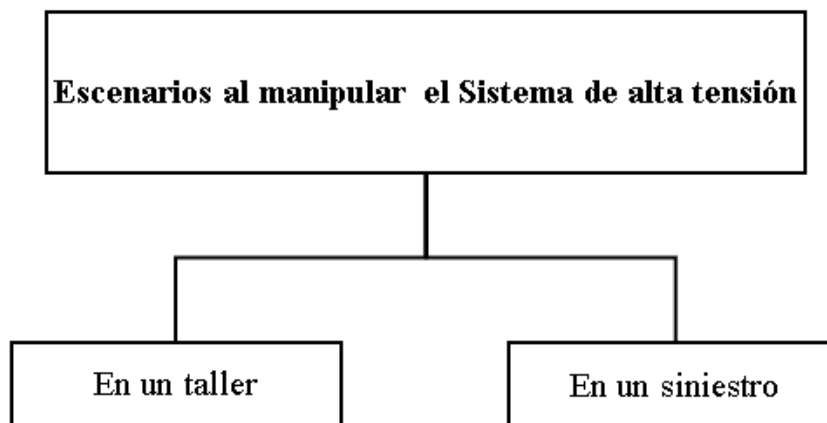 Escenarios al manipular el Sistema de alta tensión
En un taller
En un siniestro